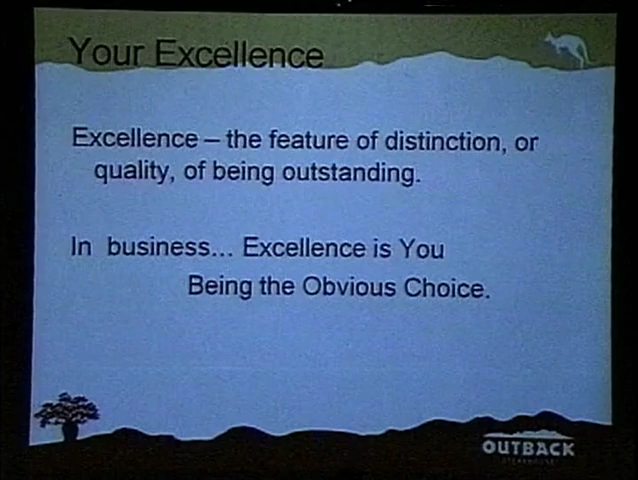 Your Excellence
Excellence – the feature of distinction, or
quality, of being outstanding.
In business... Excellence is You
Being the Obvious Choice.
OUTBACK
STEAKHOUSE